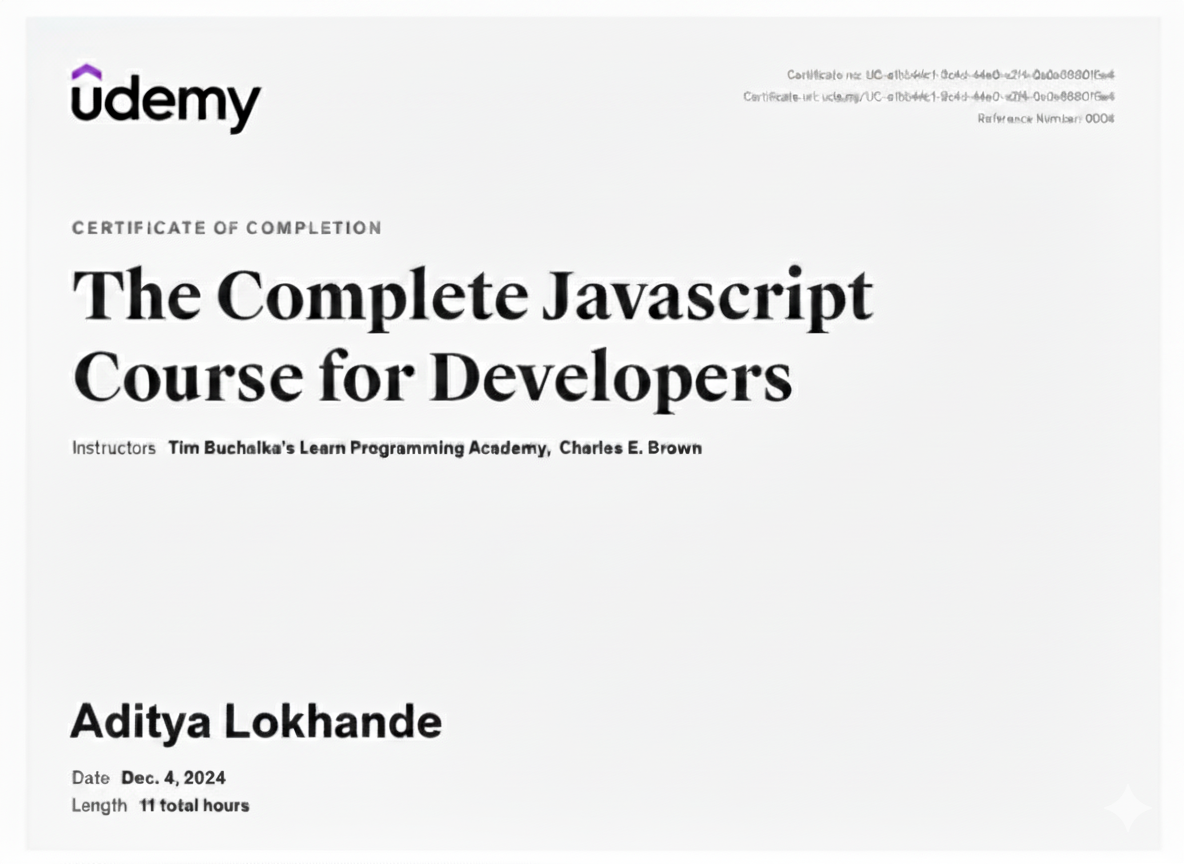 udemy
Certificate no: UC-
Certificate url: ude.my/UC-
Reference Number: 0004
CERTIFICATE OF COMPLETION
The Complete Javascript
Course for Developers
Instructors Tim Buchalka's Learn Programming Academy, Charles E. Brown
Aditya Lokhande
Date Dec. 4, 2024
Length 11 total hours